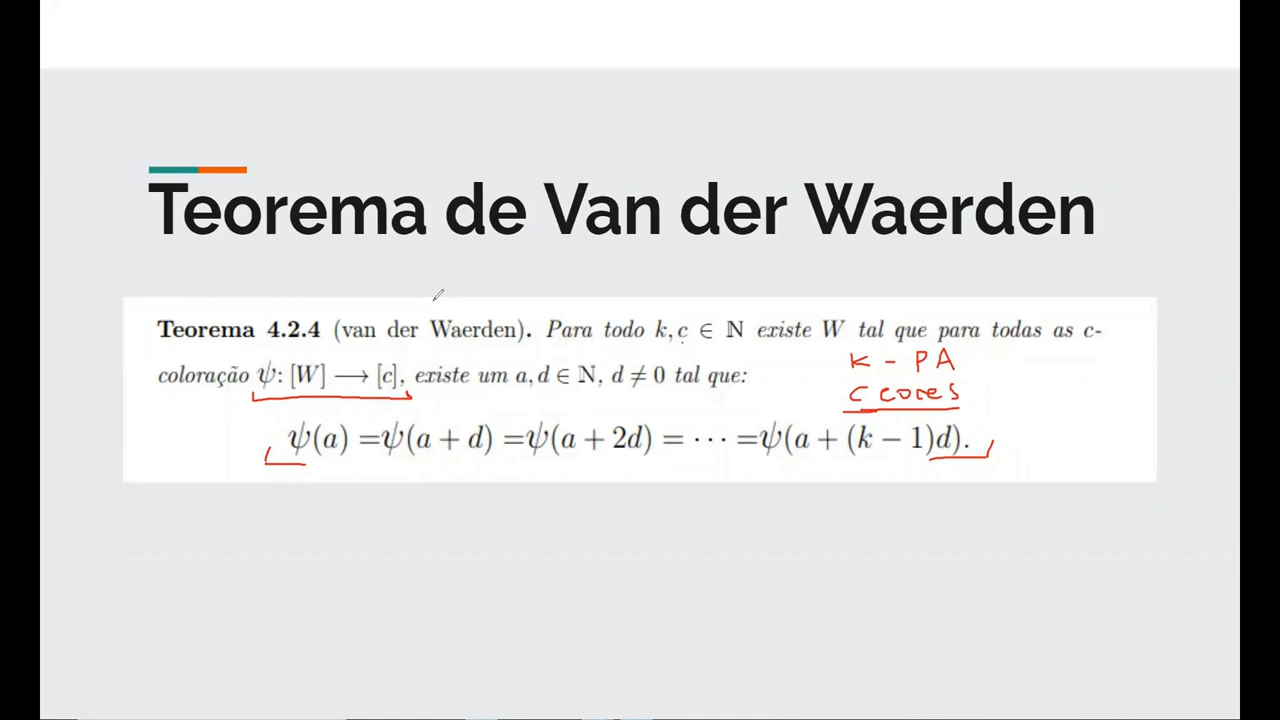 Teorema de Van der Waerden
Teorema 4.2.4 (van der Waerden). Para todo k, c ∈ ℕ existe W tal que para todas as c-
K - PA
coloração ψ: [W] ⟶ [c], existe um a, d ∈ ℕ, d ≠ 0 tal que:
c cores
ψ(a) =ψ(a + d) =ψ(a + 2d) = ⋯ =ψ(a + (k − 1)d).